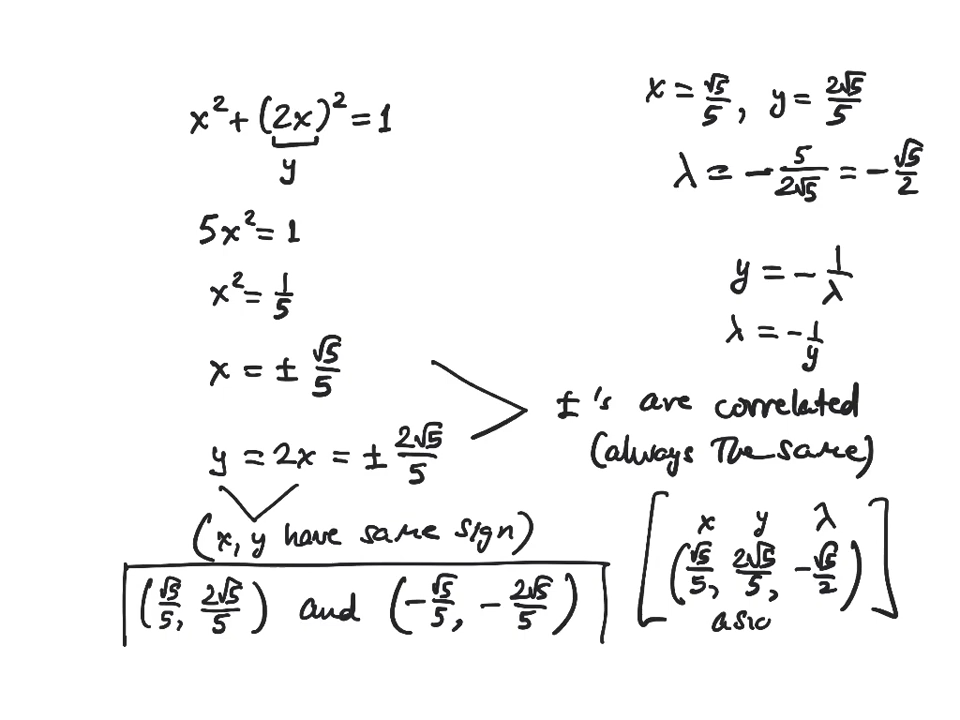 x² + (2x)² = 1
y
5x² = 1
x² = 1/5
x = ± √5/5
y = 2x = ± 2√5/5
(x, y have same sign)
(√5/5, 2√5/5) and (-√5/5, -2√5/5)
x = √5/5, y = 2√5/5
λ = - 5/2√5 = - √5/2
y = - 1/λ
λ = - 1/y
±'s are correlated
(always the same)
x y λ
[(√5/5, 2√5/5, -√5/2)]
asic